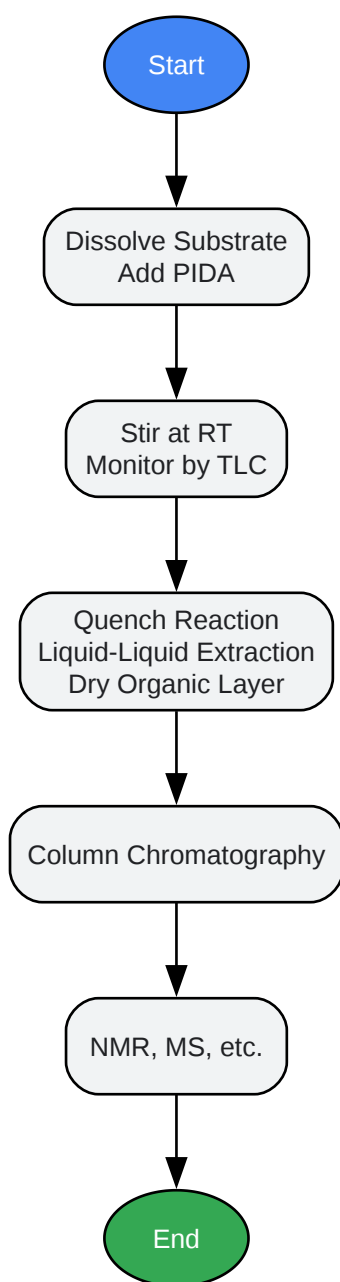 Start
Dissolve Substrate
Add PIDA
Stir at RT
Monitor by TLC
Quench Reaction
Liquid-Liquid Extraction
Dry Organic Layer
Column Chromatography
NMR, MS, etc.
End